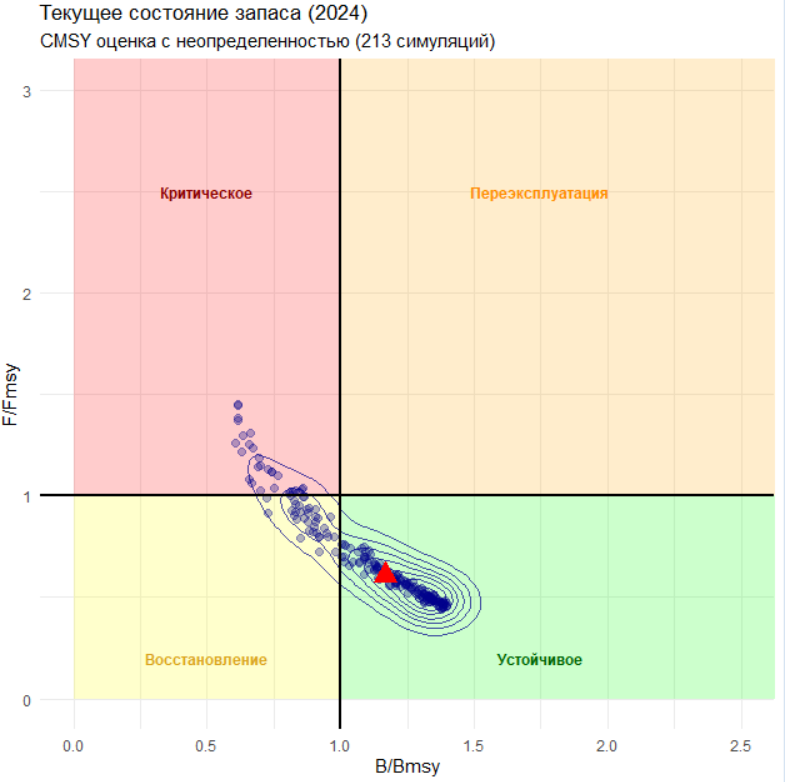 Текущее состояние запаса (2024)
CMSY оценка с неопределенностью (213 симуляций)
3
Критическое
Переэксплуатация
2
F/Fmsy
1
Восстановление
Устойчивое
0
0.0 0.5 1.0 1.5 2.0 2.5
B/Bmsy